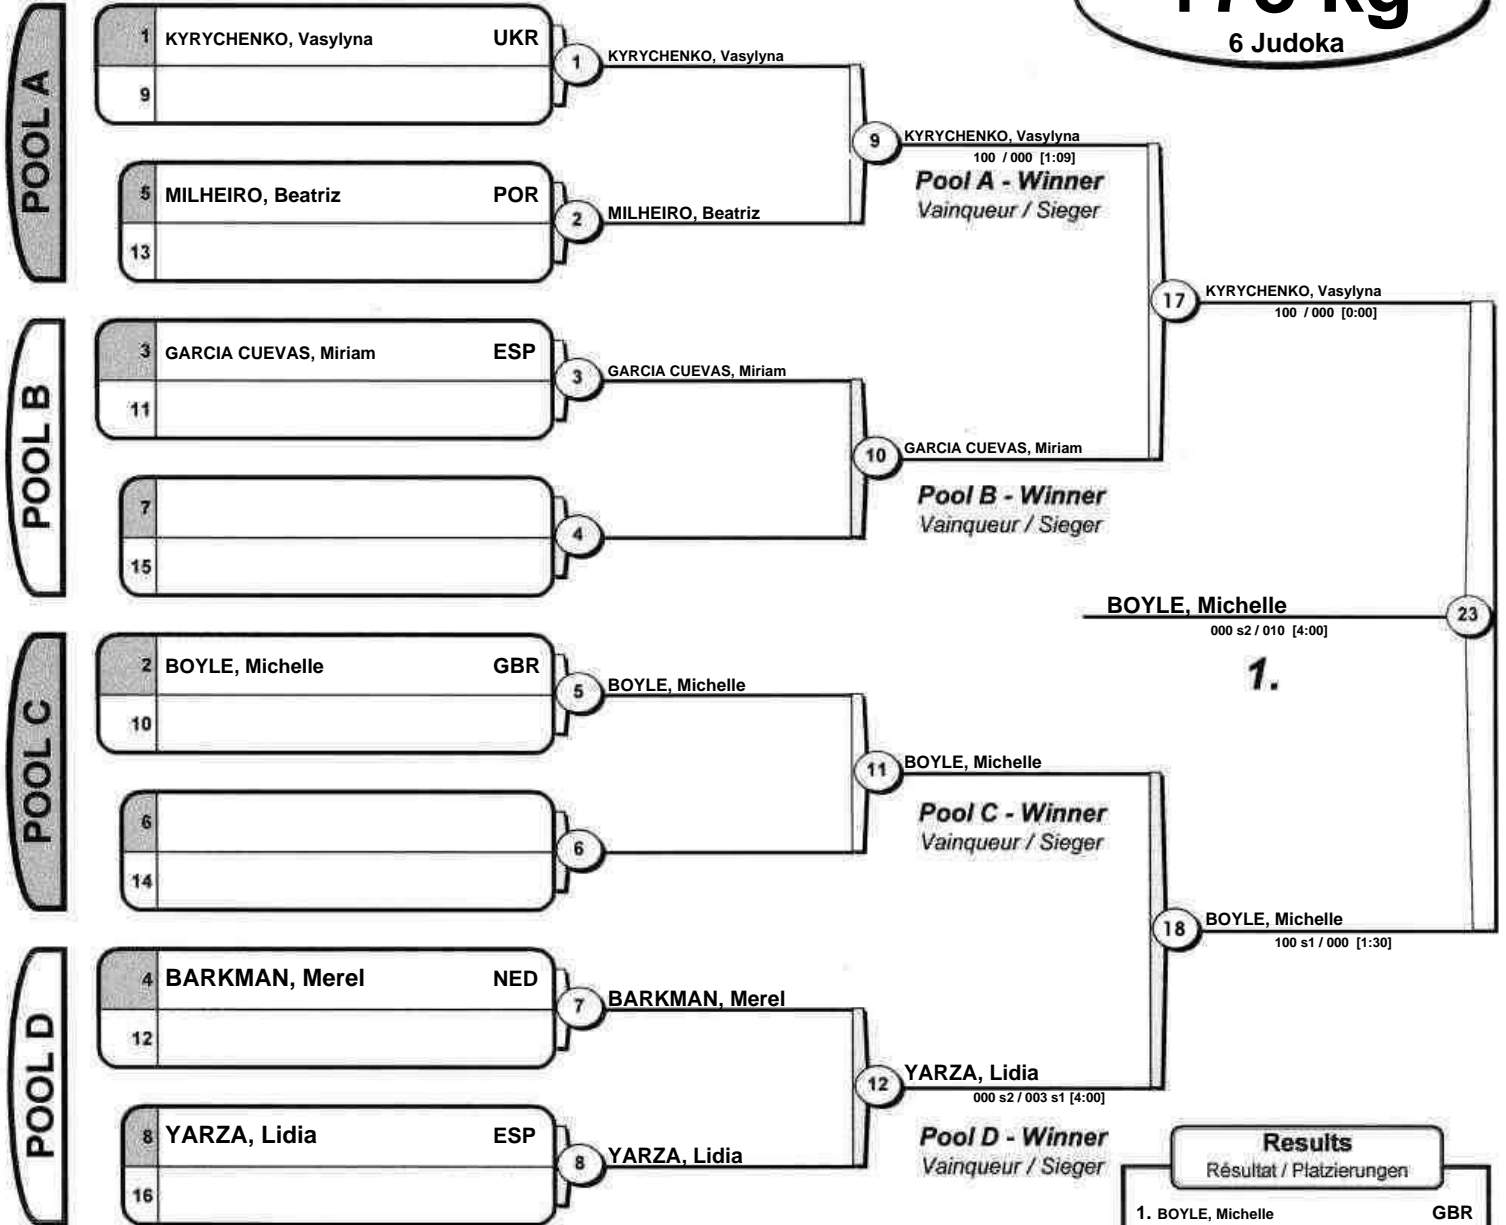 6 Judoka
POOL A
1 KYRYCHENKO, Vasylyna UKR
9
1 KYRYCHENKO, Vasylyna
5 MILHEIRO, Beatriz POR
13
2 MILHEIRO, Beatriz
9 KYRYCHENKO, Vasylyna
100 / 000 [1:09]
Pool A - Winner
Vainqueur / Sieger
POOL B
3 GARCIA CUEVAS, Miriam ESP
11
3 GARCIA CUEVAS, Miriam
7
15
4
10 GARCIA CUEVAS, Miriam
Pool B - Winner
Vainqueur / Sieger
17 KYRYCHENKO, Vasylyna
100 / 000 [0:00]
BOYLE, Michelle 23
000 s2 / 010 [4:00]
1.
POOL C
2 BOYLE, Michelle GBR
10
5 BOYLE, Michelle
6
14
6
11 BOYLE, Michelle
Pool C - Winner
Vainqueur / Sieger
18 BOYLE, Michelle
100 s1 / 000 [1:30]
POOL D
4 BARKMAN, Merel NED
12
7 BARKMAN, Merel
8 YARZA, Lidia ESP
16
8 YARZA, Lidia
12 YARZA, Lidia
000 s2 / 003 s1 [4:00]
Pool D - Winner
Vainqueur / Sieger
Results
Résultat / Platzierungen
1. BOYLE, Michelle GBR